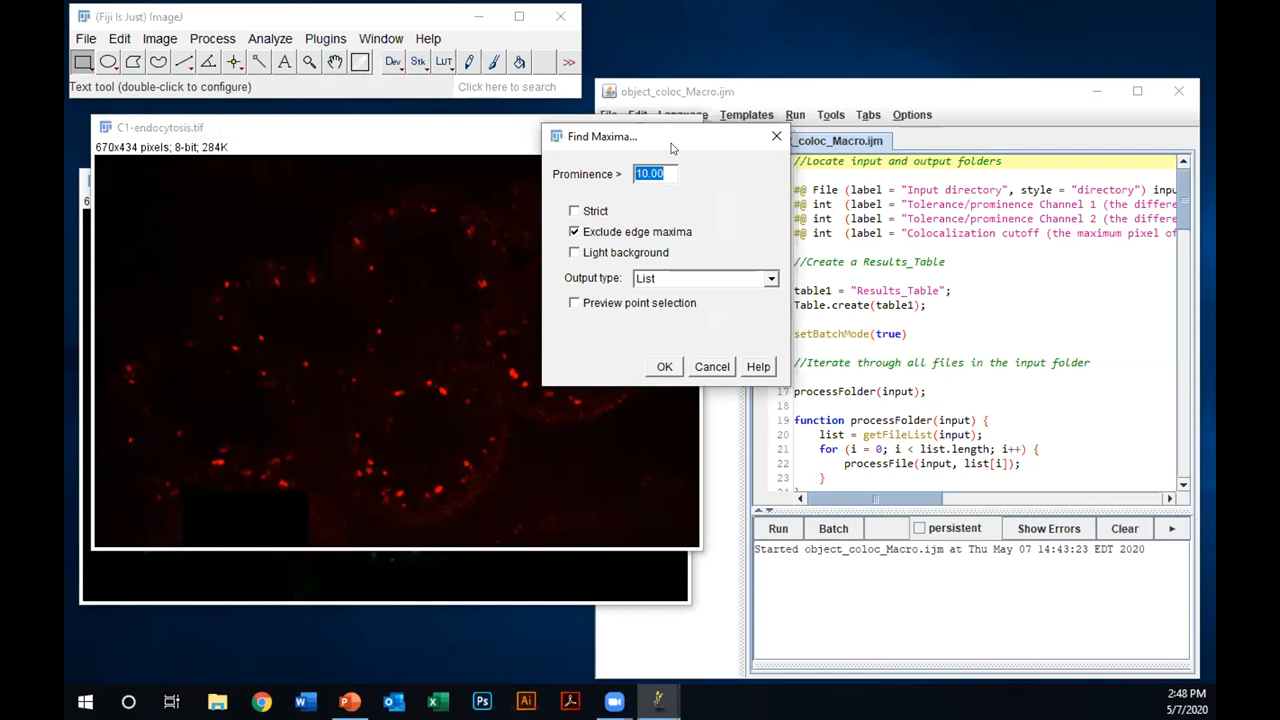 (Fiji Is Just) ImageJ
File Edit Image Process Analyze Plugins Window Help
Dev Stk LUT >>
Text tool (double-click to configure)
Click here to search
C1-endocytosis.tif
670x434 pixels; 8-bit; 284K
Find Maxima...
Prominence > 10.00
Strict
Exclude edge maxima
Light background
Output type: List
Preview point selection
OK Cancel Help
object_coloc_Macro.ijm
Templates Run Tools Tabs Options
_coloc_Macro.ijm
//Locate input and output folders
#@ File (label = "Input directory", style = "directory") input
#@ int (label = "Tolerance/prominence Channel 1 (the differe
#@ int (label = "Tolerance/prominence Channel 2 (the differe
#@ int (label = "Colocalization cutoff (the maximum pixel of
//Create a Results_Table
table1 = "Results_Table";
Table.create(table1);
setBatchMode(true)
//Iterate through all files in the input folder
17 processFolder(input);
18
19 function processFolder(input) {
20 list = getFileList(input);
21 for (i = 0; i < list.length; i++) {
22 processFile(input, list[i]);
23 }
Run Batch persistent Show Errors Clear
Started object_coloc_Macro.ijm at Thu May 07 14:43:23 EDT 2020
2:48 PM
5/7/2020